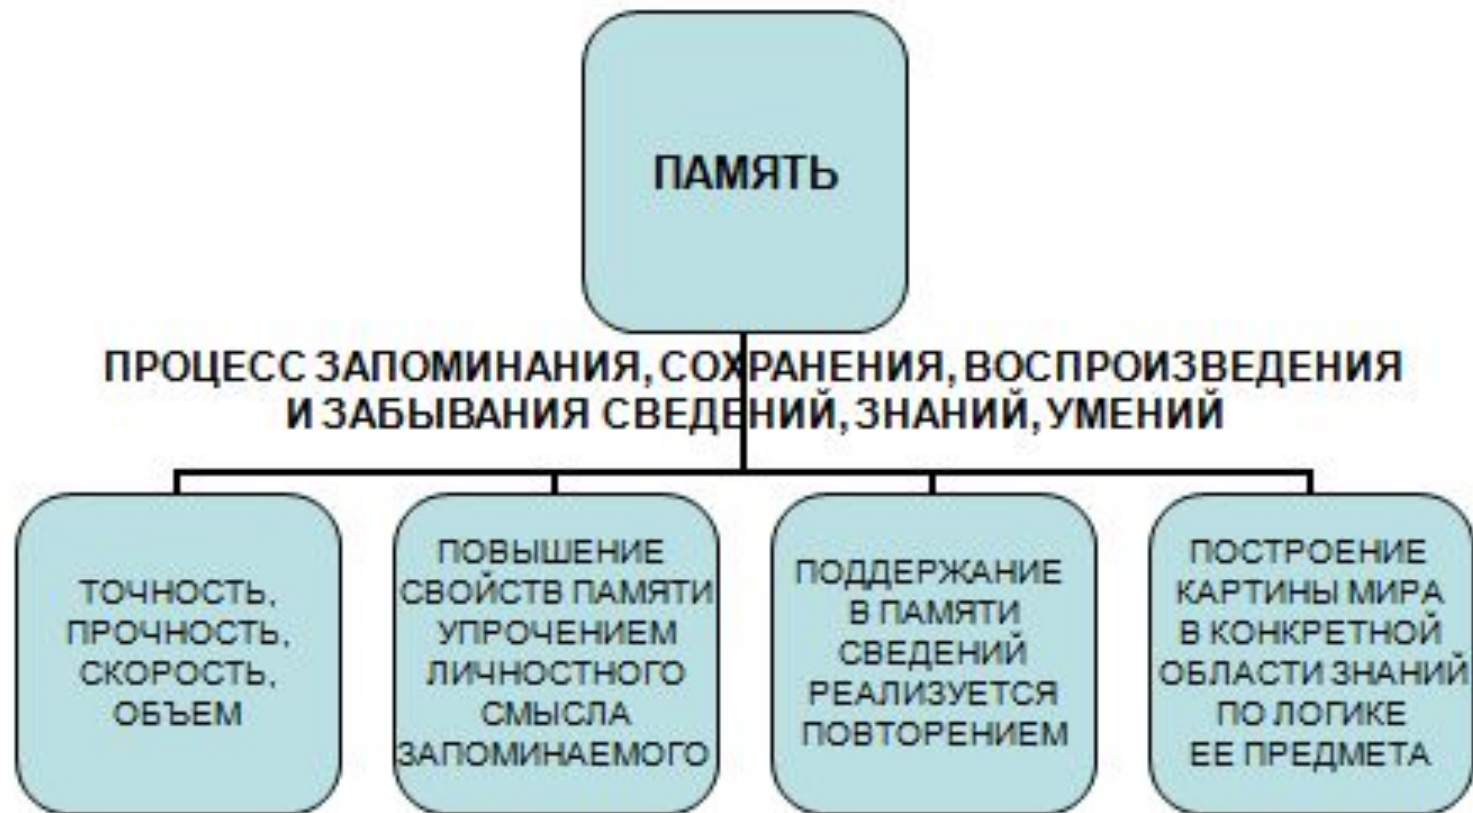 ПАМЯТЬ
ПРОЦЕСС ЗАПОМИНАНИЯ, СОХРАНЕНИЯ, ВОСПРОИЗВЕДЕНИЯ
И ЗАБЫВАНИЯ СВЕДЕНИЙ, ЗНАНИЙ, УМЕНИЙ
ТОЧНОСТЬ,
ПРОЧНОСТЬ,
СКОРОСТЬ,
ОБЪЕМ
ПОВЫШЕНИЕ
СВОЙСТВ ПАМЯТИ
УПРОЧЕНИЕМ
ЛИЧНОСТНОГО
СМЫСЛА
ЗАПОМИНАЕМОГО
ПОДДЕРЖАНИЕ
В ПАМЯТИ
СВЕДЕНИЙ
РЕАЛИЗУЕТСЯ
ПОВТОРЕНИЕМ
ПОСТРОЕНИЕ
КАРТИНЫ МИРА
В КОНКРЕТНОЙ
ОБЛАСТИ ЗНАНИЙ
ПО ЛОГИКЕ
ЕЕ ПРЕДМЕТА